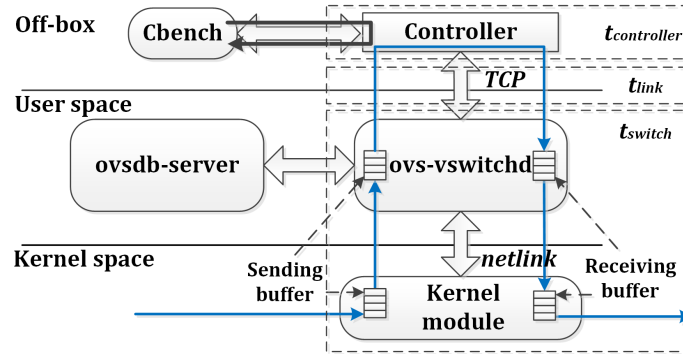 Off-box
Cbench
Controller
tcontroller
TCP
tlink
User space
tswitch
ovsdb-server
ovs-vswitchd
Kernel space
Sending
buffer
netlink
Receiving
buffer
Kernel
module